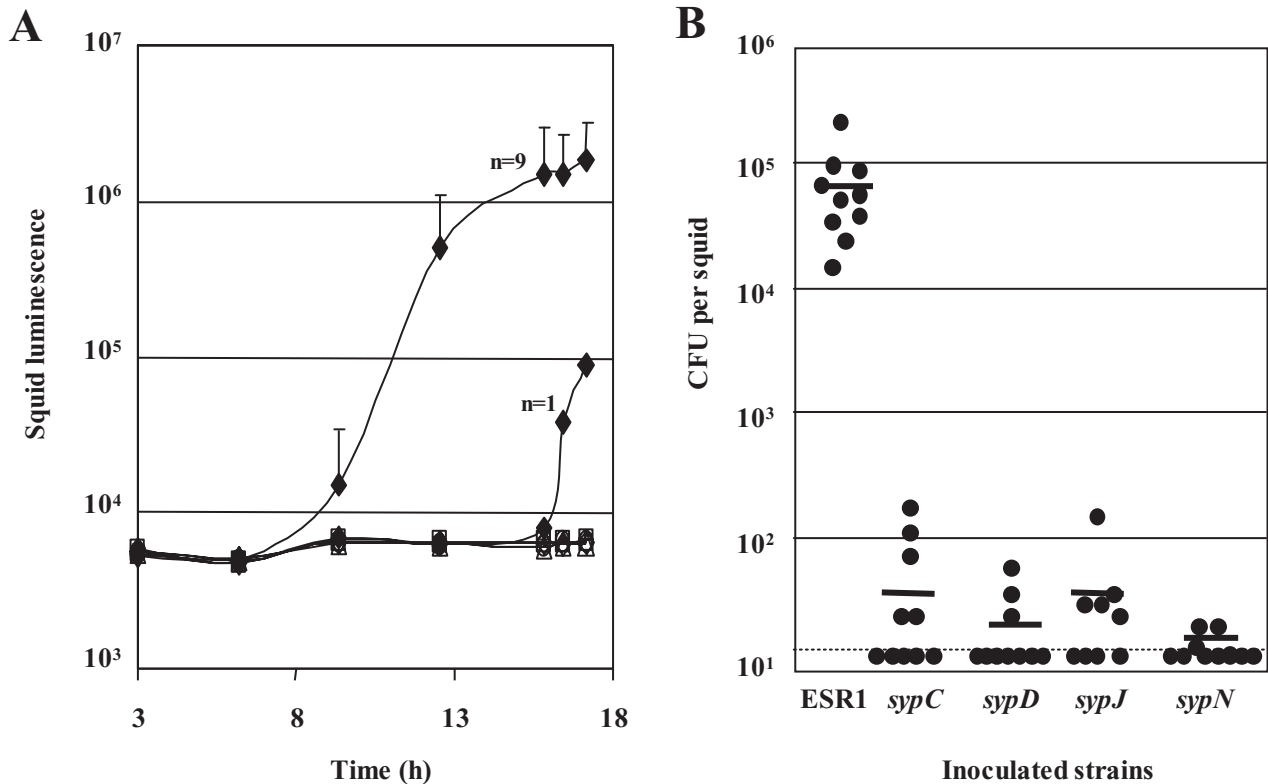 A
10⁷
10⁶
10⁵
10⁴
10³
Squid luminescence
n=9
n=1
3 8 13 18
Time (h)
B
10⁶
10⁵
10⁴
10³
10²
10¹
CFU per squid
ESR1 sypC sypD sypJ sypN
Inoculated strains